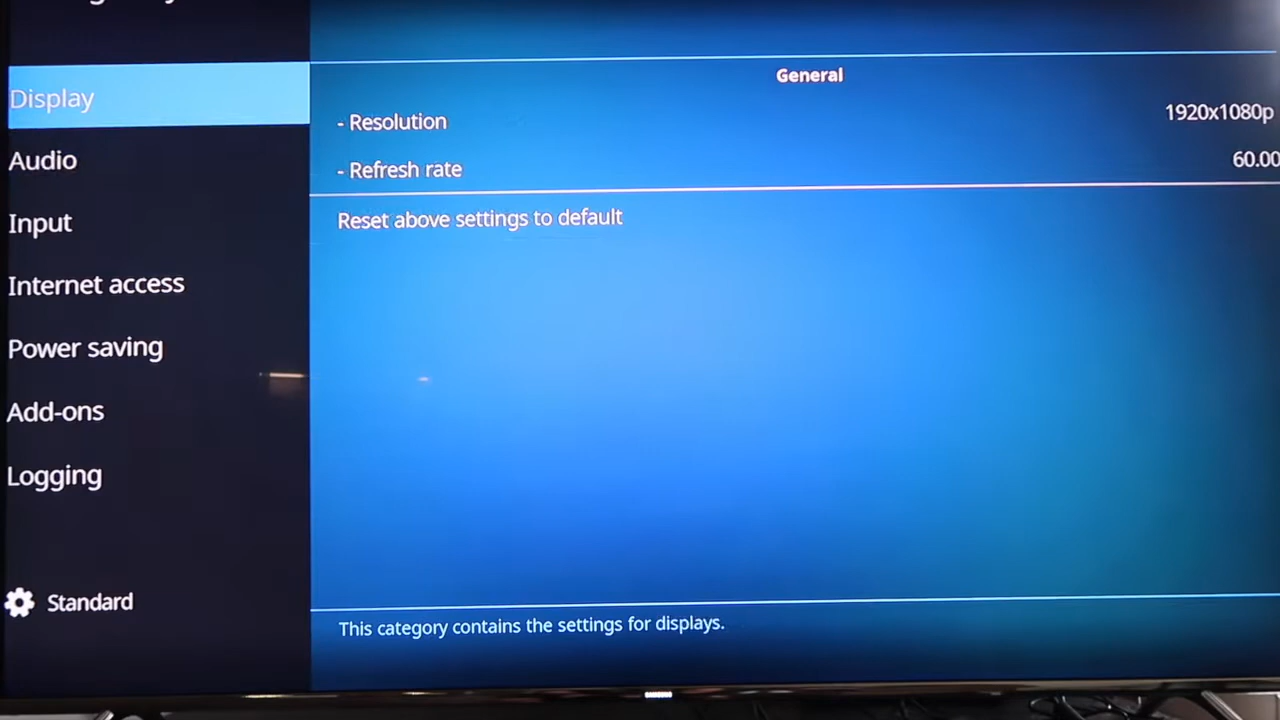 Display
Audio
Input
Internet access
Power saving
Add-ons
Logging
Standard
General
- Resolution 1920x1080p
- Refresh rate 60.00
Reset above settings to default
This category contains the settings for displays.
SAMSUNG